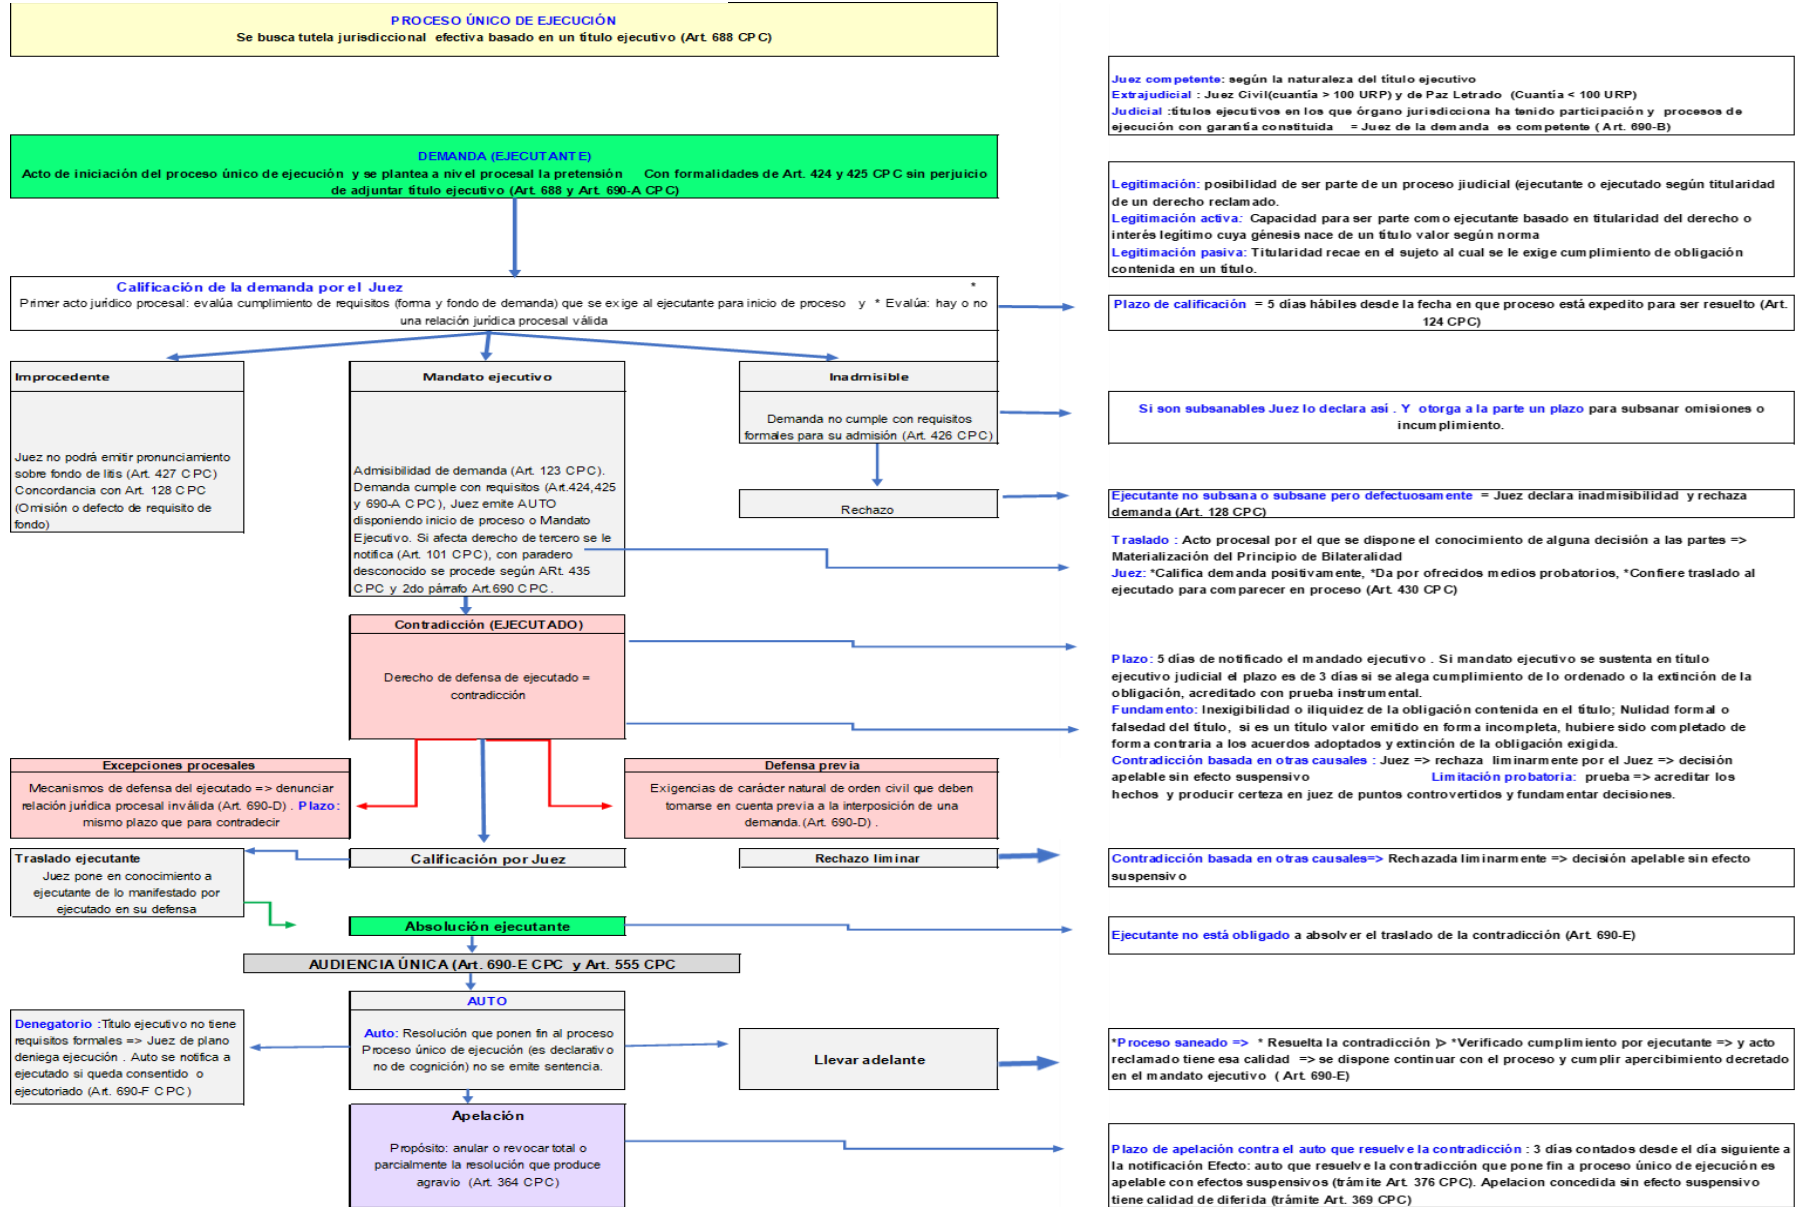 PROCESO ÚNICO DE EJECUCIÓN
Se busca tutela jurisdiccional efectiva basado en un título ejecutivo (Art. 688 CPC)
Juez competente: según la naturaleza del título ejecutivo
Extrajudicial : Juez Civil(cuantía > 100 URP) y de Paz Letrado (Cuantía < 100 URP)
Judicial :títulos ejecutivos en los que órgano jurisdicciona ha tenido participación y procesos de
ejecución con garantía constituida = Juez de la demanda es competente ( Art. 690-B)
DEMANDA (EJECUTANTE)
Acto de iniciación del proceso único de ejecución y se plantea a nivel procesal la pretensión Con formalidades de Art. 424 y 425 CPC sin perjuicio
de adjuntar título ejecutivo (Art. 688 y Art. 690-A CPC)
Legitimación: posibilidad de ser parte de un proceso jiudicial (ejecutante o ejecutado según titularidad
de un derecho reclamado.
Legitimación activa: Capacidad para ser parte como ejecutante basado en titularidad del derecho o
interés legítimo cuya génesis nace de un título valor según norma
Legitimación pasiva: Titularidad recae en el sujeto al cual se le exige cumplimiento de obligación
contenida en un título.
Calificación de la demanda por el Juez *
Primer acto jurídico procesal: evalúa cumplimiento de requisitos (forma y fondo de demanda) que se exige al ejecutante para inicio de proceso y * Evalúa: hay o no
una relación jurídica procesal válida
Plazo de calificación = 5 días hábiles desde la fecha en que proceso está expedito para ser resuelto (Art.
124 CPC)
Improcedente
Juez no podrá emitir pronunciamiento
sobre fondo de litis (Art. 427 CPC)
Concordancia con Art. 128 CPC
(Omisión o defecto de requisito de
fondo)
Mandato ejecutivo
Admisibilidad de demanda (Art. 123 CPC).
Demanda cumple con requisitos (Art.424,425
y 690-A CPC), Juez emite AUTO
disponiendo inicio de proceso o Mandato
Ejecutivo. Si afecta derecho de tercero se le
notifica (Art. 101 CPC), con paradero
desconocido se procede según ARt. 435
CPC y 2do párrafo Art.690 CPC.
Inadmisible
Demanda no cumple con requisitos
formales para su admisión (Art. 426 CPC)
Si son subsanables Juez lo declara así . Y otorga a la parte un plazo para subsanar omisiones o
incumplimiento.
Rechazo
Ejecutante no subsana o subsane pero defectuosamente = Juez declara inadmisibilidad y rechaza
demanda (Art. 128 CPC)
Traslado : Acto procesal por el que se dispone el conocimiento de alguna decisión a las partes =>
Materialización del Principio de Bilateralidad
Juez: *Califica demanda positivamente, *Da por ofrecidos medios probatorios, *Confiere traslado al
ejecutado para comparecer en proceso (Art. 430 CPC)
Contradicción (EJECUTADO)
Derecho de defensa de ejecutado =
contradicción
Plazo: 5 días de notificado el mandado ejecutivo . Si mandato ejecutivo se sustenta en título
ejecutivo judicial el plazo es de 3 días si se alega cumplimiento de lo ordenado o la extinción de la
obligación, acreditado con prueba instrumental.
Fundamento: Inexigibilidad o iliquidez de la obligación contenida en el título; Nulidad formal o
falsedad del título, si es un título valor emitido en forma incompleta, hubiere sido completado de
forma contraria a los acuerdos adoptados y extinción de la obligación exigida.
Contradicción basada en otras causales : Juez => rechaza liminarmente por el Juez => decisión
apelable sin efecto suspensivo Limitación probatoria: prueba => acreditar los
hechos y producir certeza en juez de puntos controvertidos y fundamentar decisiones.
Excepciones procesales
Mecanismos de defensa del ejecutado => denunciar
relación jurídica procesal inválida (Art. 690-D) . Plazo:
mismo plazo que para contradecir
Defensa previa
Exigencias de carácter natural de orden civil que deben
tomarse en cuenta previa a la interposición de una
demanda.(Art. 690-D) .
Traslado ejecutante
Juez pone en conocimiento a
ejecutante de lo manifestado por
ejecutado en su defensa
Calificación por Juez
Rechazo liminar
Contradicción basada en otras causales=> Rechazada liminarmente => decisión apelable sin efecto
suspensivo
Absolución ejecutante
Ejecutante no está obligado a absolver el traslado de la contradicción (Art. 690-E)
AUDIENCIA ÚNICA (Art. 690-E CPC y Art. 555 CPC
AUTO
Auto: Resolución que ponen fin al proceso
Proceso único de ejecución (es declarativo
no de cognición) no se emite sentencia.
Denegatorio :Título ejecutivo no tiene
requisitos formales => Juez de plano
deniega ejecución . Auto se notifica a
ejecutado si queda consentido o
ejecutoriado (Art. 690-F CPC)
Llevar adelante
*Proceso saneado => * Resuelta la contradicción => *Verificado cumplimiento por ejecutante => y acto
reclamado tiene esa calidad => se dispone continuar con el proceso y cumplir apercibimiento decretado
en el mandato ejecutivo ( Art. 690-E)
Apelación
Propósito: anular o revocar total o
parcialmente la resolución que produce
agravio (Art. 364 CPC)
Plazo de apelación contra el auto que resuelve la contradicción : 3 días contados desde el día siguiente a
la notificación Efecto: auto que resuelve la contradicción que pone fin a proceso único de ejecución es
apelable con efectos suspensivos (trámite Art. 376 CPC). Apelacion concedida sin efecto suspensivo
tiene calidad de diferida (trámite Art. 369 CPC)